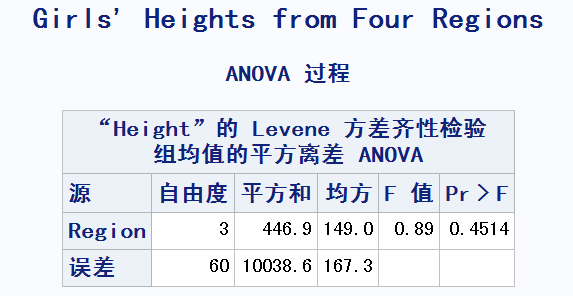 Girls' Heights from Four Regions
ANOVA 过程
“Height”的 Levene 方差齐性检验
组均值的平方离差 ANOVA
源 自由度 平方和 均方 F 值 Pr > F
Region 3 446.9 149.0 0.89 0.4514
误差 60 10038.6 167.3